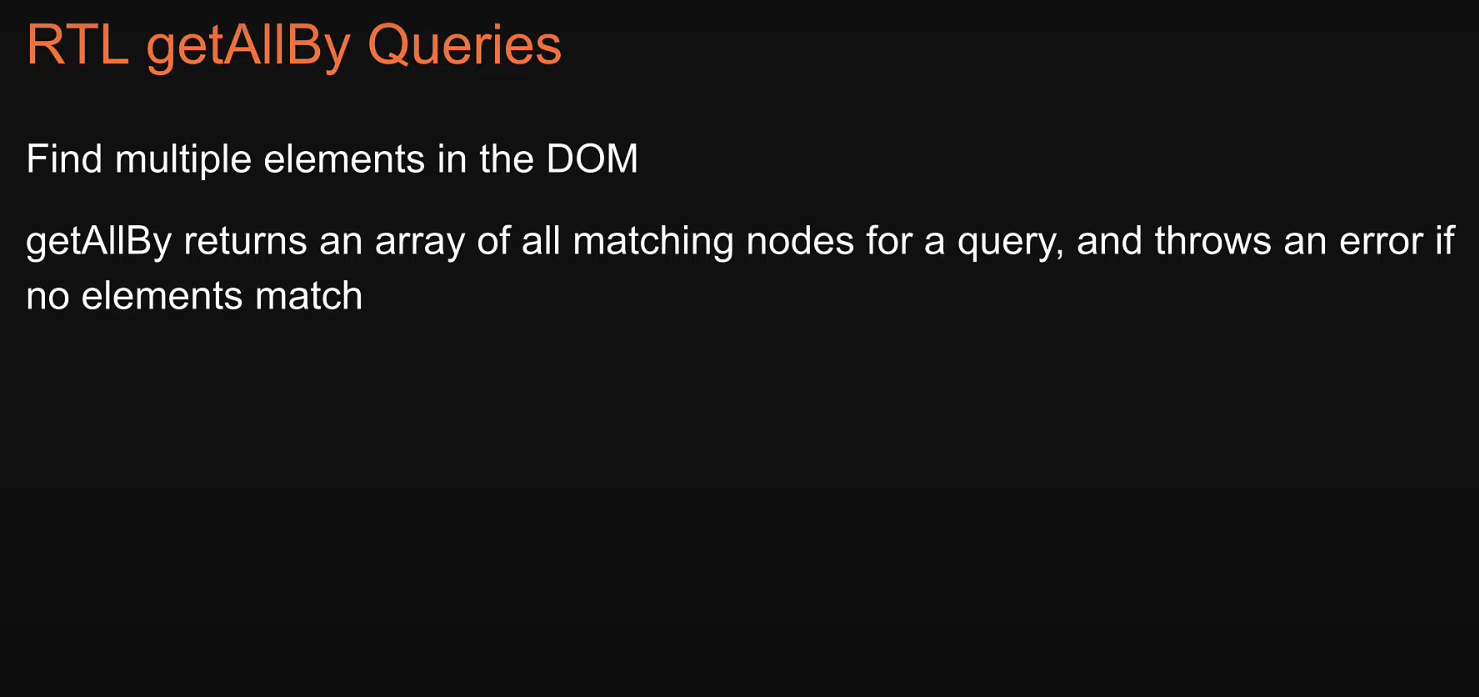 RTL getAllBy Queries
Find multiple elements in the DOM
getAllBy returns an array of all matching nodes for a query, and throws an error if
no elements match